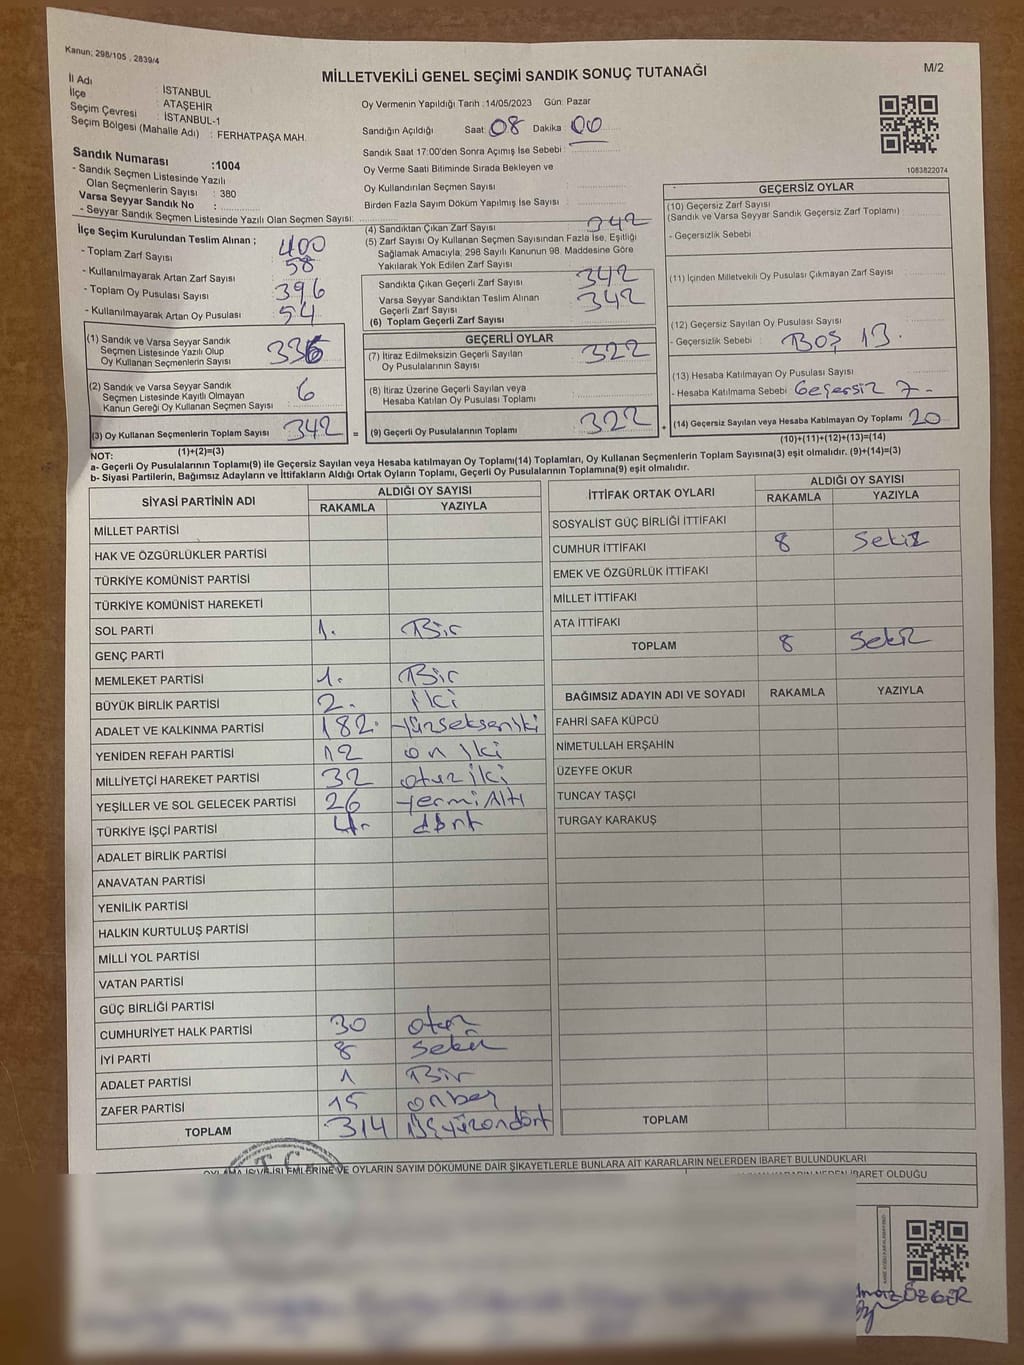 Kanun: 298/105 , 2839/4
MİLLETVEKİLİ GENEL SEÇİMİ SANDIK SONUÇ TUTANAĞI
M/2
İl Adı : İSTANBUL
İlçe : ATAŞEHİR
Seçim Çevresi : İSTANBUL-1
Seçim Bölgesi (Mahalle Adı) : FERHATPAŞA MAH.
Sandık Numarası :1004
- Sandık Seçmen Listesinde Yazılı
Olan Seçmenlerin Sayısı : 380
Varsa Seyyar Sandık No :
- Seyyar Sandık Seçmen Listesinde Yazılı Olan Seçmen Sayısı:
Oy Vermenin Yapıldığı Tarih :14/05/2023 Gün: Pazar
Sandığın Açıldığı Saat: 08 Dakika 00
Sandık Saat 17:00'den Sonra Açımış İse Sebebi :
Oy Verme Saati Bitiminde Sırada Bekleyen ve
Oy Kullandırılan Seçmen Sayısı :
Birden Fazla Sayım Döküm Yapılmış İse Sayısı :
1083822074
İlçe Seçim Kurulundan Teslim Alınan ;
- Toplam Zarf Sayısı : 400
- Kullanılmayarak Artan Zarf Sayısı : 58
- Toplam Oy Pusulası Sayısı : 396
- Kullanılmayarak Artan Oy Pusulası : 54
(1) Sandık ve Varsa Seyyar Sandık
Seçmen Listesinde Yazılı Olup
Oy Kullanan Seçmenlerin Sayısı 336
(2) Sandık ve Varsa Seyyar Sandık
Seçmen Listesinde Kayıtlı Olmayan
Kanun Gereği Oy Kullanan Seçmen Sayısı 6
(3) Oy Kullanan Seçmenlerin Toplam Sayısı 342
(1)+(2)=(3)
(4) Sandıktan Çıkan Zarf Sayısı : 342
(5) Zarf Sayısı Oy Kullanan Seçmen Sayısından Fazla İse, Eşitliği
Sağlamak Amacıyla; 298 Sayılı Kanunun 98. Maddesine Göre
Yakılarak Yok Edilen Zarf Sayısı :
Sandıkta Çıkan Geçerli Zarf Sayısı 342
Varsa Seyyar Sandıktan Teslim Alınan
Geçerli Zarf Sayısı 342
(6) Toplam Geçerli Zarf Sayısı
GEÇERLİ OYLAR
(7) İtiraz Edilmeksizin Geçerli Sayılan
Oy Pusulalarının Sayısı 322
(8) İtiraz Üzerine Geçerli Sayılan veya
Hesaba Katılan Oy Pusulası Toplamı
= (9) Geçerli Oy Pusulalarının Toplamı 322
GEÇERSİZ OYLAR
(10) Geçersiz Zarf Sayısı
(Sandık ve Varsa Seyyar Sandık Geçersiz Zarf Toplamı)
- Geçersizlik Sebebi :
(11) İçinden Milletvekili Oy Pusulası Çıkmayan Zarf Sayısı
(12) Geçersiz Sayılan Oy Pusulası Sayısı :
- Geçersizlik Sebebi : BOŞ 13.
(13) Hesaba Katılmayan Oy Pusulası Sayısı :
- Hesaba Katılmama Sebebi Geçersiz 7 -
+ (14) Geçersiz Sayılan veya Hesaba Katılmayan Oy Toplamı 20
(10)+(11)+(12)+(13)=(14)
NOT:
a- Geçerli Oy Pusulalarının Toplamı(9) ile Geçersiz Sayılan veya Hesaba katılmayan Oy Toplamı(14) Toplamları, Oy Kullanan Seçmenlerin Toplam Sayısına(3) eşit olmalıdır. (9)+(14)=(3)
b- Siyasi Partilerin, Bağımsız Adayların ve İttifakların Aldığı Ortak Oyların Toplamı, Geçerli Oy Pusulalarının Toplamına(9) eşit olmalıdır.
SİYASİ PARTİNİN ADI ALDIĞI OY SAYISI
RAKAMLA YAZIYLA
MİLLET PARTİSİ
HAK VE ÖZGÜRLÜKLER PARTİSİ
TÜRKİYE KOMÜNİST PARTİSİ
TÜRKİYE KOMÜNİST HAREKETİ
SOL PARTİ 1. Bir
GENÇ PARTİ
MEMLEKET PARTİSİ 1. Bir
BÜYÜK BİRLİK PARTİSİ 2. iki
ADALET VE KALKINMA PARTİSİ 182. yüzseksen iki
YENİDEN REFAH PARTİSİ 12 on iki
MİLLİYETÇİ HAREKET PARTİSİ 32 otuz iki
YEŞİLLER VE SOL GELECEK PARTİSİ 26 yermi Altı
TÜRKİYE İŞÇİ PARTİSİ 4. dört
ADALET BİRLİK PARTİSİ
ANAVATAN PARTİSİ
YENİLİK PARTİSİ
HALKIN KURTULUŞ PARTİSİ
MİLLİ YOL PARTİSİ
VATAN PARTİSİ
GÜÇ BİRLİĞİ PARTİSİ
CUMHURİYET HALK PARTİSİ 30 otuz
İYİ PARTİ 8 sekiz
ADALET PARTİSİ 1 Bir
ZAFER PARTİSİ 15 onbeş
TOPLAM 314 Üçyüzondört
İTTİFAK ORTAK OYLARI ALDIĞI OY SAYISI
RAKAMLA YAZIYLA
SOSYALİST GÜÇ BİRLİĞİ İTTİFAKI
CUMHUR İTTİFAKI 8 Sekiz
EMEK VE ÖZGÜRLÜK İTTİFAKI
MİLLET İTTİFAKI
ATA İTTİFAKI
TOPLAM 8 Sekiz
BAĞIMSIZ ADAYIN ADI VE SOYADI RAKAMLA YAZIYLA
FAHRİ SAFA KÜPCÜ
NİMETULLAH ERŞAHİN
ÜZEYFE OKUR
TUNCAY TAŞÇI
TURGAY KARAKUŞ
TOPLAM
T.C.
İŞLEMLERİNE VE OYLARIN SAYIM DÖKÜMÜNE DAİR ŞİKAYETLERLE BUNLARA AİT KARARLARIN NELERDEN İBARET BULUNDUKLARI
NEDEN İBARET OLDUĞU
ÖZGÜR